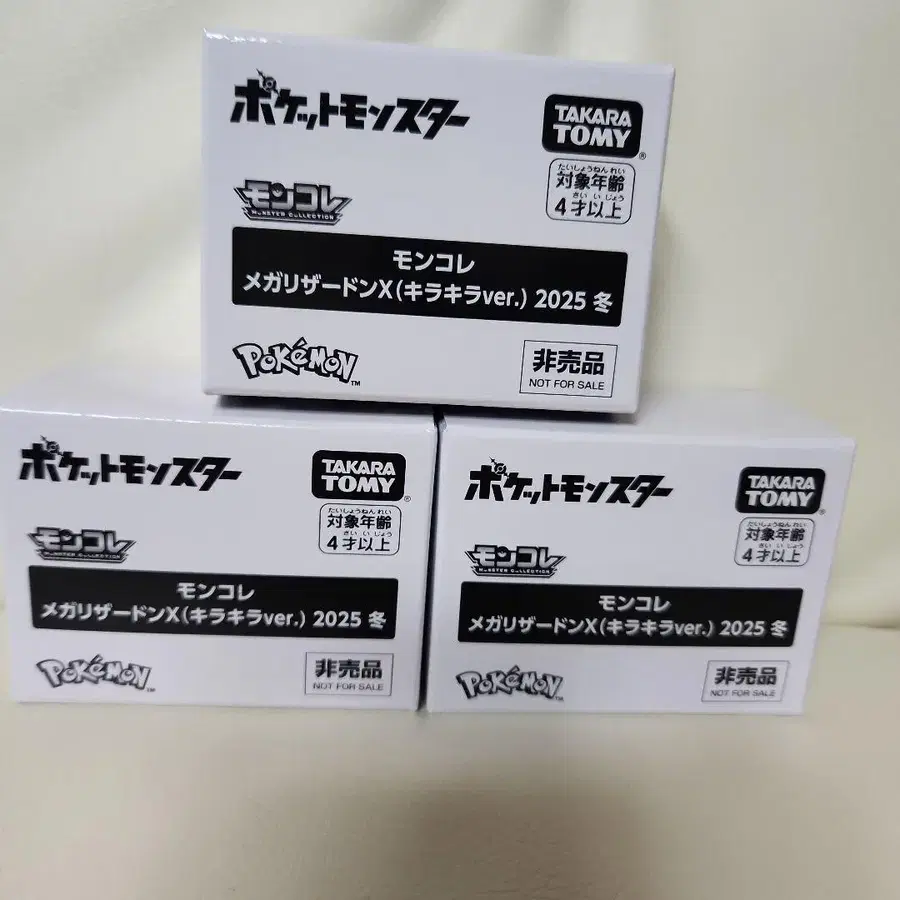 ポケットモンスター
TAKARA TOMY®
モンコレ
MONSTER COLLECTION
たいしょうねんれい
対象年齢
さいいじょう
4才以上
モンコレ
メガリザードンX(キラキラver.) 2025 冬
POKéMON™
非売品
NOT FOR SALE
ポケットモンスター
TAKARA TOMY®
モンコレ
MONSTER COLLECTION
たいしょうねんれい
対象年齢
さいいじょう
4才以上
モンコレ
メガリザードンX(キラキラver.) 2025 冬
POKéMON™
非売品
NOT FOR SALE
ポケットモンスター
TAKARA TOMY®
モンコレ
MONSTER COLLECTION
たいしょうねんれい
対象年齢
さいいじょう
4才以上
モンコレ
メガリザードンX(キラキラver.) 2025 冬
POKéMON™
非売品
NOT FOR SALE